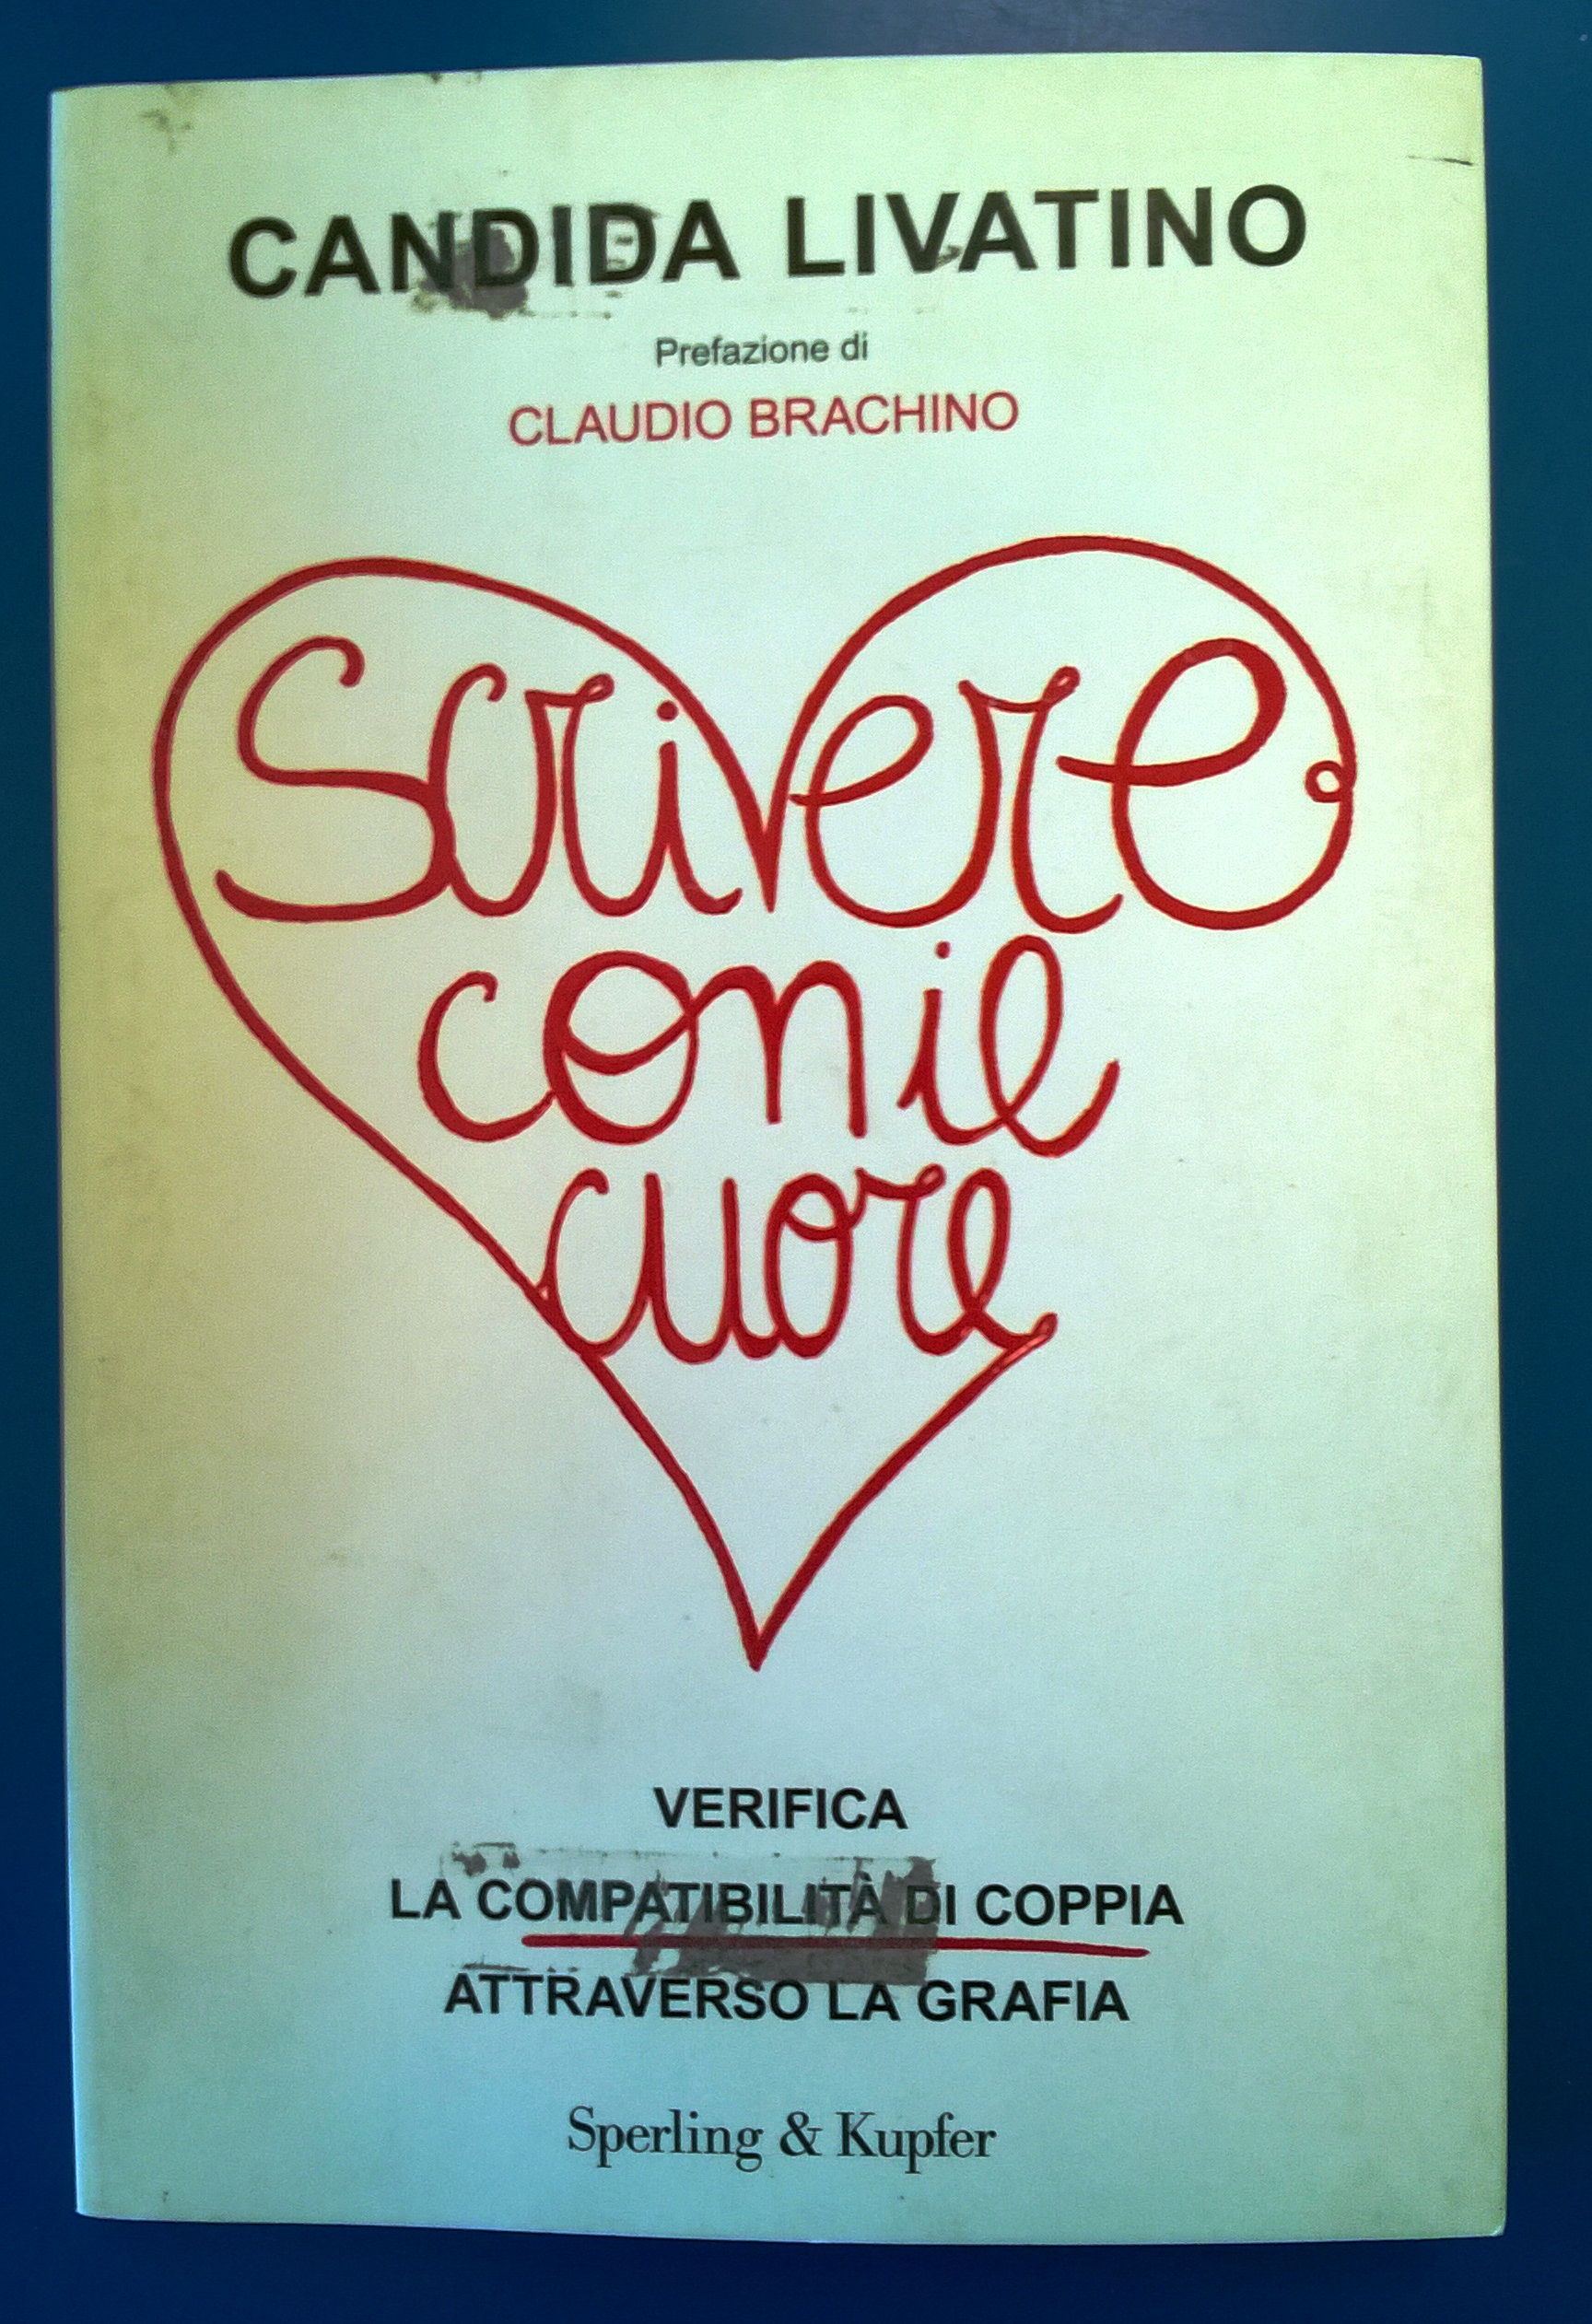 CANDIDA LIVATINO
Prefazione di
CLAUDIO BRACHINO
Scrivere
con il
cuore
VERIFICA
LA COMPATIBILITÀ DI COPPIA
ATTRAVERSO LA GRAFIA
Sperling & Kupfer